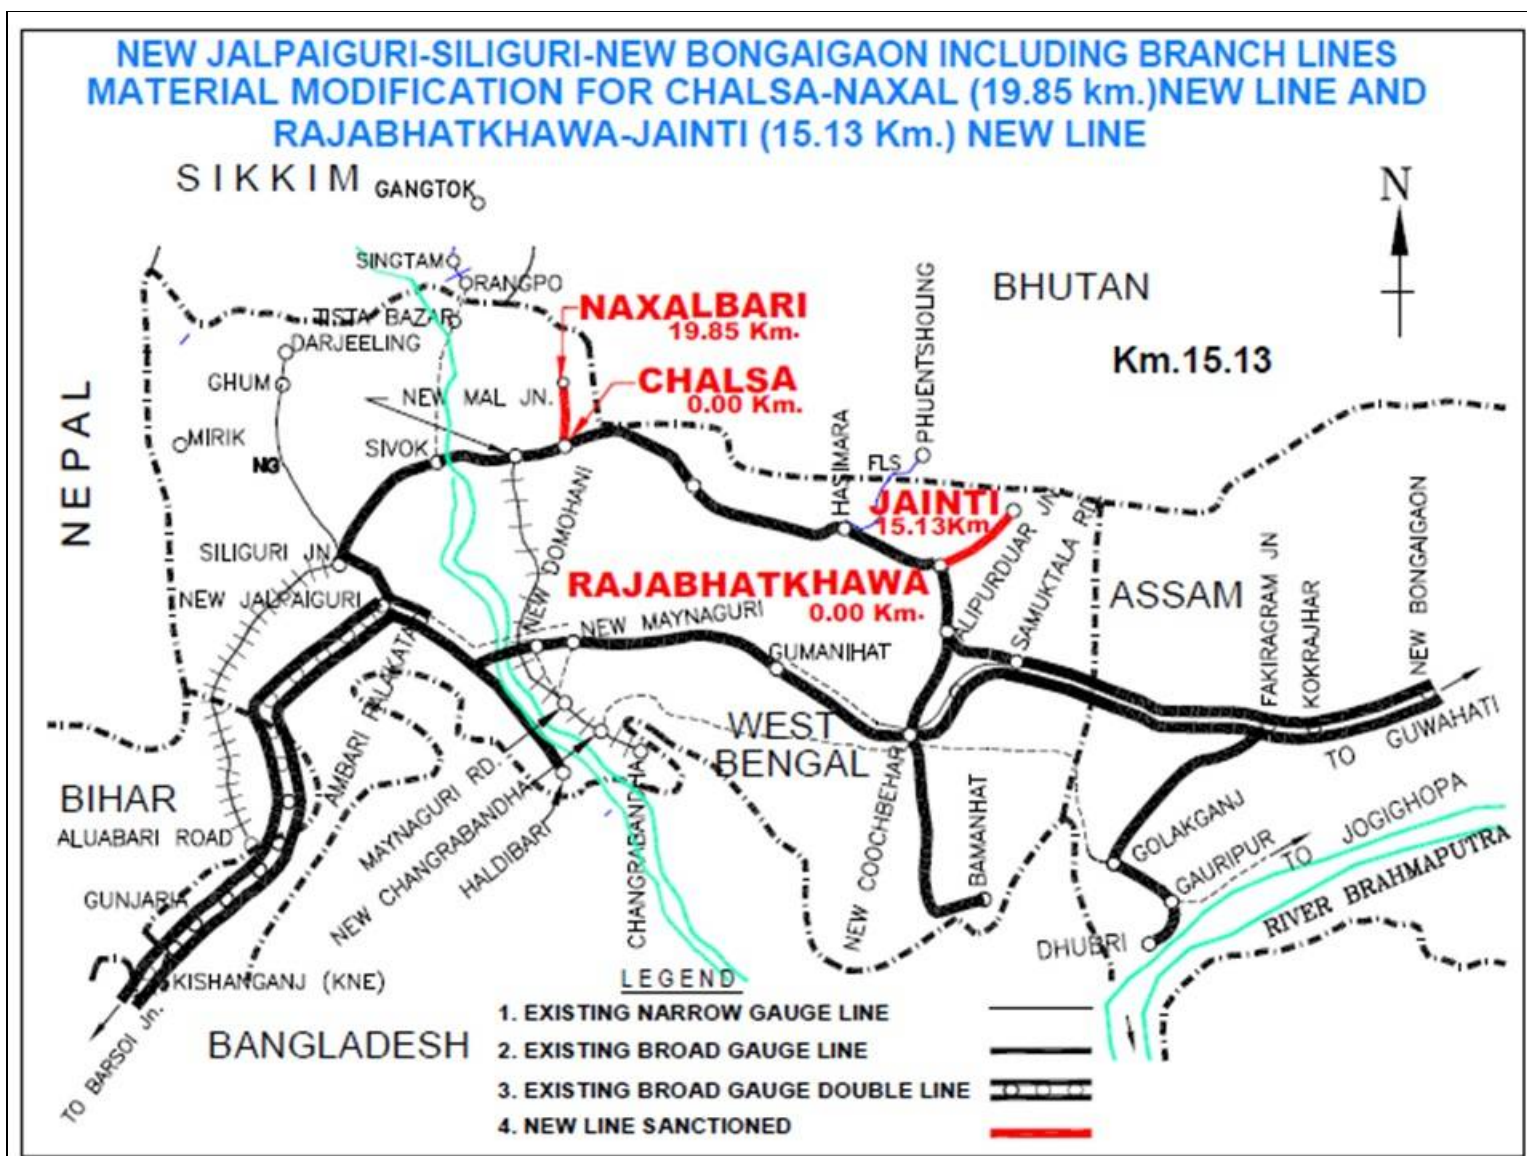 NEW JALPAIGURI-SILIGURI-NEW BONGAIGAON INCLUDING BRANCH LINES
MATERIAL MODIFICATION FOR CHALSA-NAXAL (19.85 km.)NEW LINE AND
RAJABHATKHAWA-JAINTI (15.13 Km.) NEW LINE
SIKKIM
GANGTOK
N
SINGTAM
ORANGPO
BHUTAN
NAXALBARI
19.85 Km.
TISTA BAZAR
DARJEELING
PHUENTSHOLING
Km.15.13
GHUM
CHALSA
0.00 Km.
NEW MAL JN.
NEPAL
MIRIK
SIVOK
NG
HASIMARA
FLS
JAINTI
15.13Km.
NEW DOMOHANI
ALIPURDUAR JN
SAMUKTALA RD.
SILIGURI JN
NEW JALPAIGURI
RAJABHATKHAWA
0.00 Km.
ASSAM
FAKIRAGRAM JN
KOKRAJHAR
NEW BONGAIGAON
NEW MAYNAGURI
GUMANIHAT
AMBARI FALAKATA
WEST
BENGAL
TO GUWAHATI
BIHAR
ALUABARI ROAD
MAYNAGURI RD.
NEW CHANGRABANDHA
HALDIBARI
CHANGRABANDHA
NEW COOCHBEHAR
BAMANHAT
GOLAKGANJ
GAURIPUR
TO JOGIGHOPA
RIVER BRAHMAPUTRA
GUNJARIA
DHUBRI
KISHANGANJ (KNE)
TO BARSOI Jn.
BANGLADESH
LEGEND
1. EXISTING NARROW GAUGE LINE
2. EXISTING BROAD GAUGE LINE
3. EXISTING BROAD GAUGE DOUBLE LINE
4. NEW LINE SANCTIONED